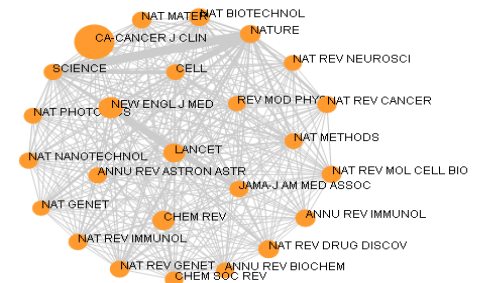 NAT MATER
NAT BIOTECHNOL
CA-CANCER J CLIN
NATURE
NAT REV NEUROSCI
SCIENCE
CELL
NEW ENGL J MED
REV MOD PHYS
NAT REV CANCER
NAT PHOTONICS
NAT METHODS
LANCET
NAT NANOTECHNOL
ANNU REV ASTRON ASTR
NAT REV MOL CELL BIO
JAMA-J AM MED ASSOC
NAT GENET
CHEM REV
ANNU REV IMMUNOL
NAT REV IMMUNOL
NAT REV DRUG DISCOV
NAT REV GENET
ANNU REV BIOCHEM
CHEM SOC REV